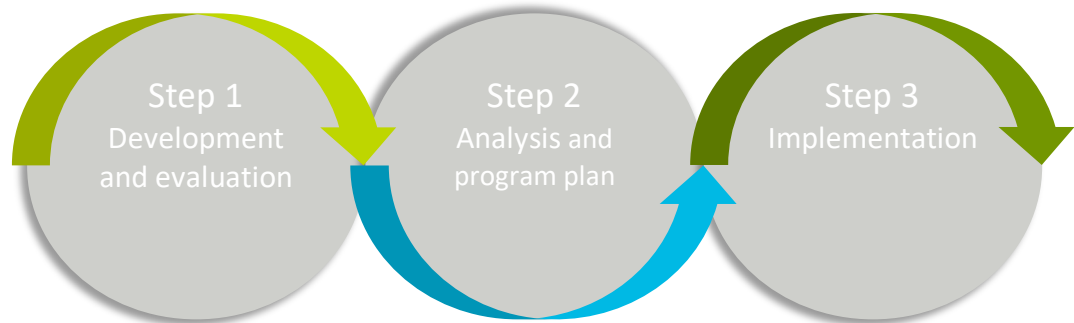 Step 1
Development
and evaluation
Step 2
Analysis and
program plan
Step 3
Implementation